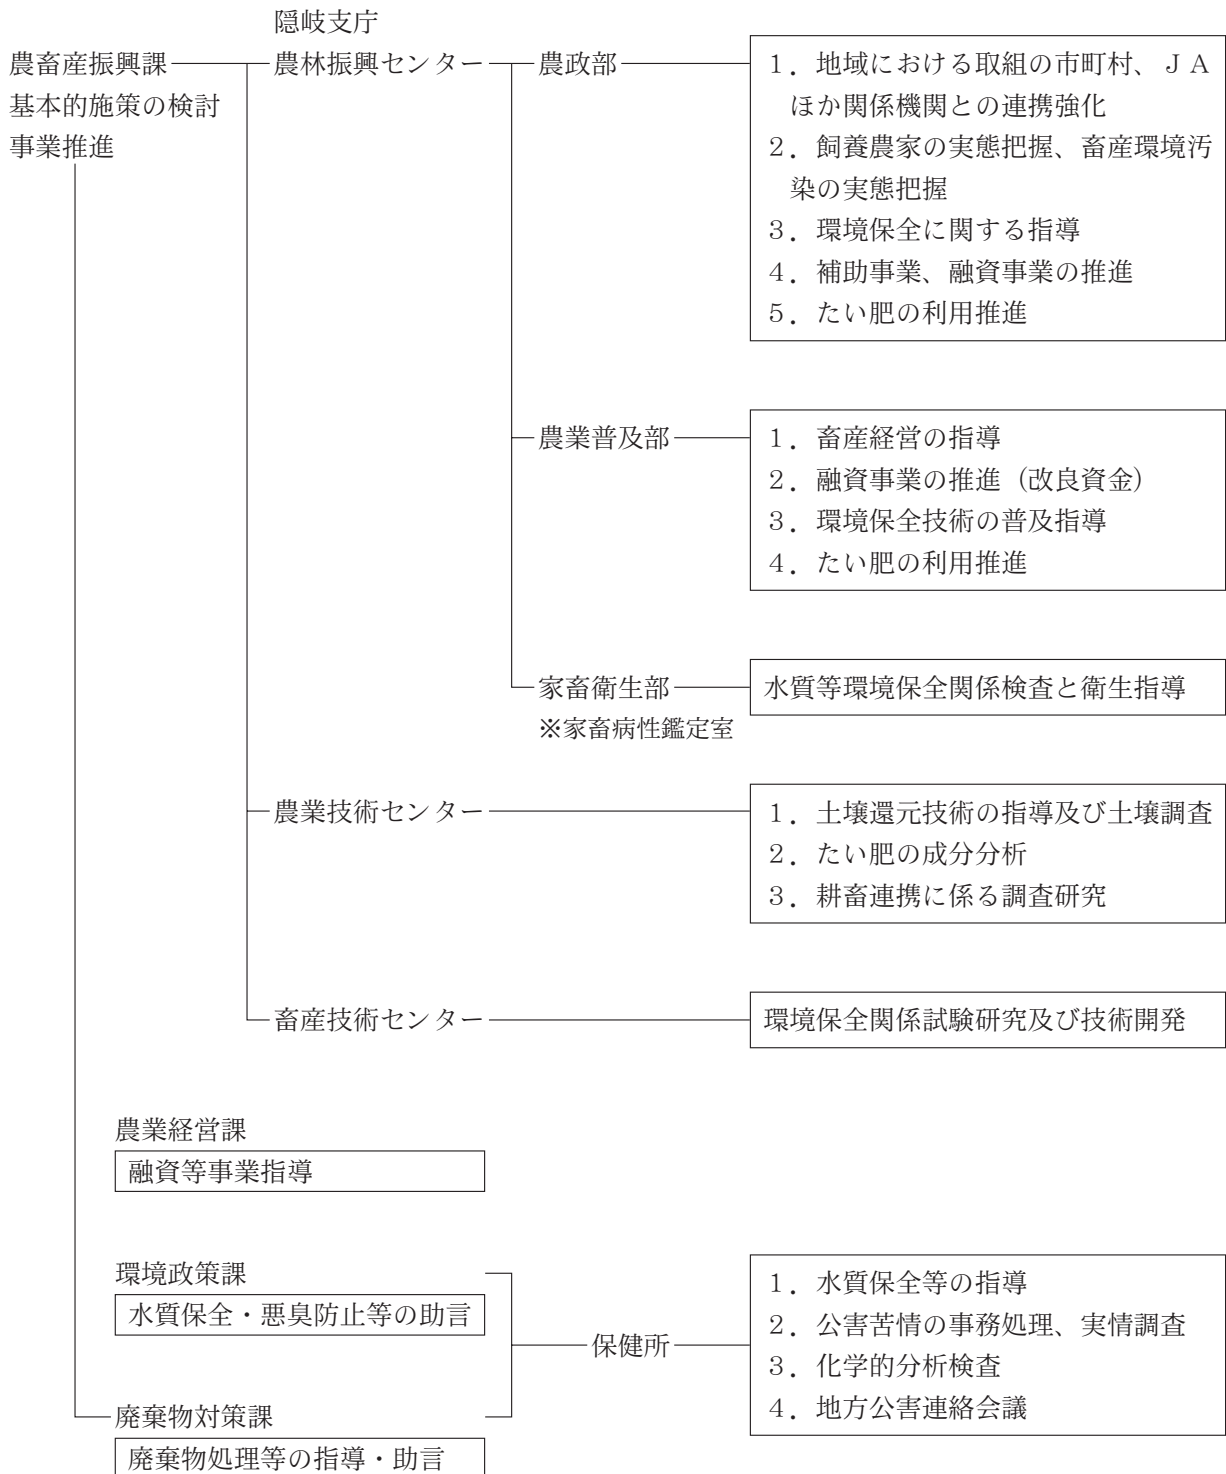 隠岐支庁
農畜産振興課
基本的施策の検討
事業推進
農林振興センター
農政部
１．地域における取組の市町村、ＪＡ
ほか関係機関との連携強化
２．飼養農家の実態把握、畜産環境汚
染の実態把握
３．環境保全に関する指導
４．補助事業、融資事業の推進
５．たい肥の利用推進
農業普及部
１．畜産経営の指導
２．融資事業の推進（改良資金）
３．環境保全技術の普及指導
４．たい肥の利用推進
家畜衛生部
※家畜病性鑑定室
水質等環境保全関係検査と衛生指導
農業技術センター
１．土壌還元技術の指導及び土壌調査
２．たい肥の成分分析
３．耕畜連携に係る調査研究
畜産技術センター
環境保全関係試験研究及び技術開発
農業経営課
融資等事業指導
環境政策課
水質保全・悪臭防止等の助言
廃棄物対策課
廃棄物処理等の指導・助言
保健所
１．水質保全等の指導
２．公害苦情の事務処理、実情調査
３．化学的分析検査
４．地方公害連絡会議